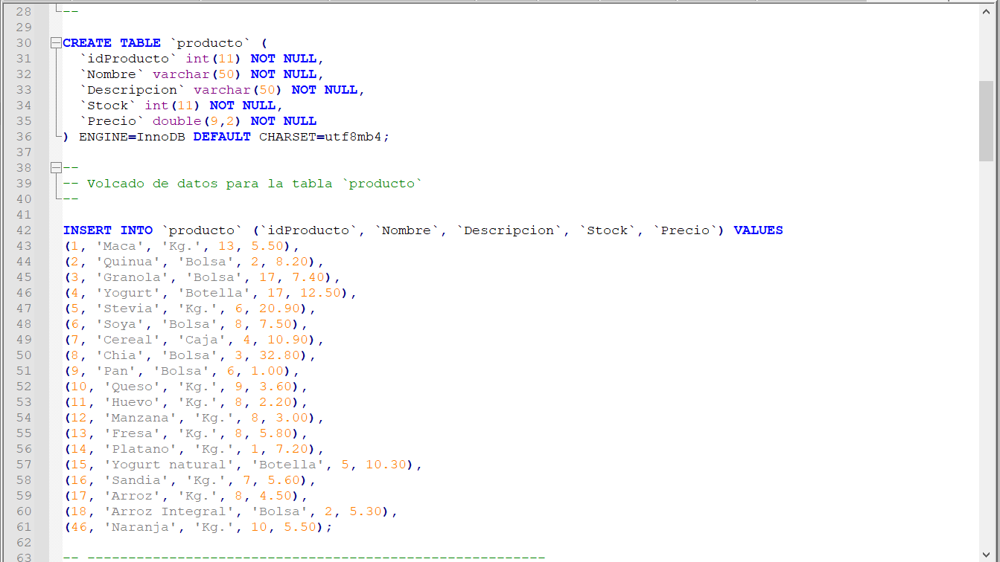 28 --
29
30 CREATE TABLE `producto` (
31 `idProducto` int(11) NOT NULL,
32 `Nombre` varchar(50) NOT NULL,
33 `Descripcion` varchar(50) NOT NULL,
34 `Stock` int(11) NOT NULL,
35 `Precio` double(9,2) NOT NULL
36 ) ENGINE=InnoDB DEFAULT CHARSET=utf8mb4;
37
38 --
39 -- Volcado de datos para la tabla `producto`
40 --
41
42 INSERT INTO `producto` (`idProducto`, `Nombre`, `Descripcion`, `Stock`, `Precio`) VALUES
43 (1, 'Maca', 'Kg.', 13, 5.50),
44 (2, 'Quinua', 'Bolsa', 2, 8.20),
45 (3, 'Granola', 'Bolsa', 17, 7.40),
46 (4, 'Yogurt', 'Botella', 17, 12.50),
47 (5, 'Stevia', 'Kg.', 6, 20.90),
48 (6, 'Soya', 'Bolsa', 8, 7.50),
49 (7, 'Cereal', 'Caja', 4, 10.90),
50 (8, 'Chia', 'Bolsa', 3, 32.80),
51 (9, 'Pan', 'Bolsa', 6, 1.00),
52 (10, 'Queso', 'Kg.', 9, 3.60),
53 (11, 'Huevo', 'Kg.', 8, 2.20),
54 (12, 'Manzana', 'Kg.', 8, 3.00),
55 (13, 'Fresa', 'Kg.', 8, 5.80),
56 (14, 'Platano', 'Kg.', 1, 7.20),
57 (15, 'Yogurt natural', 'Botella', 5, 10.30),
58 (16, 'Sandia', 'Kg.', 7, 5.60),
59 (17, 'Arroz', 'Kg.', 8, 4.50),
60 (18, 'Arroz Integral', 'Bolsa', 2, 5.30),
61 (46, 'Naranja', 'Kg.', 10, 5.50);
62
63 -- --------------------------------------------------------